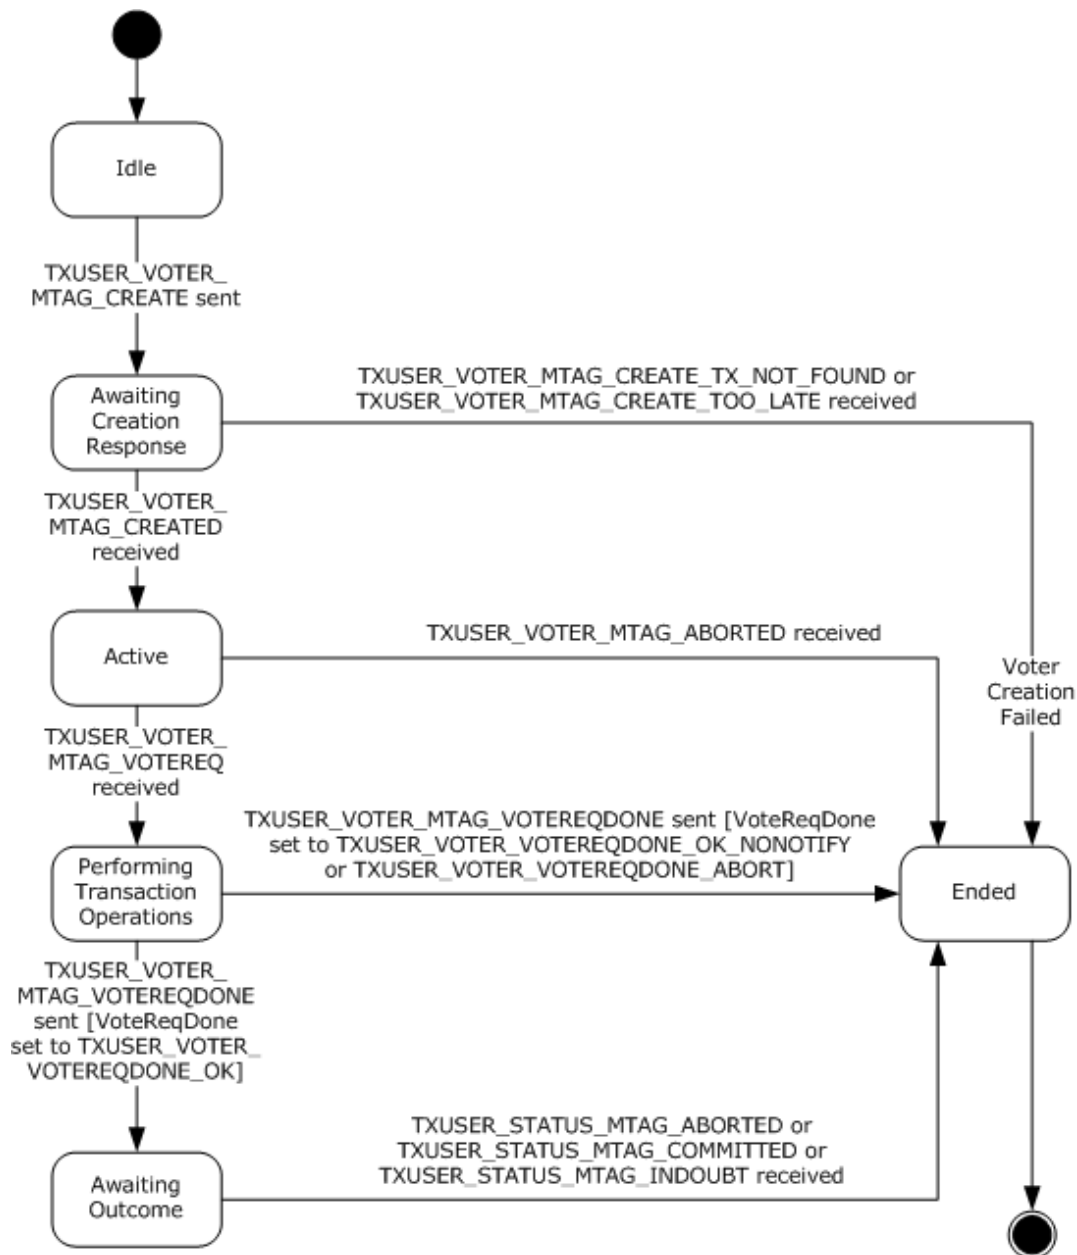 Idle
TXUSER_VOTER_
MTAG_CREATE sent
Awaiting
Creation
Response
TXUSER_VOTER_MTAG_CREATE_TX_NOT_FOUND or
TXUSER_VOTER_MTAG_CREATE_TOO_LATE received
TXUSER_VOTER_
MTAG_CREATED
received
Active
TXUSER_VOTER_MTAG_ABORTED received
Voter
Creation
Failed
TXUSER_VOTER_
MTAG_VOTEREQ
received
Performing
Transaction
Operations
TXUSER_VOTER_MTAG_VOTEREQDONE sent [VoteReqDone
set to TXUSER_VOTER_VOTEREQDONE_OK_NONOTIFY
or TXUSER_VOTER_VOTEREQDONE_ABORT]
Ended
TXUSER_VOTER_
MTAG_VOTEREQDONE
sent [VoteReqDone
set to TXUSER_VOTER_
VOTEREQDONE_OK]
TXUSER_STATUS_MTAG_ABORTED or
TXUSER_STATUS_MTAG_COMMITTED or
TXUSER_STATUS_MTAG_INDOUBT received
Awaiting
Outcome